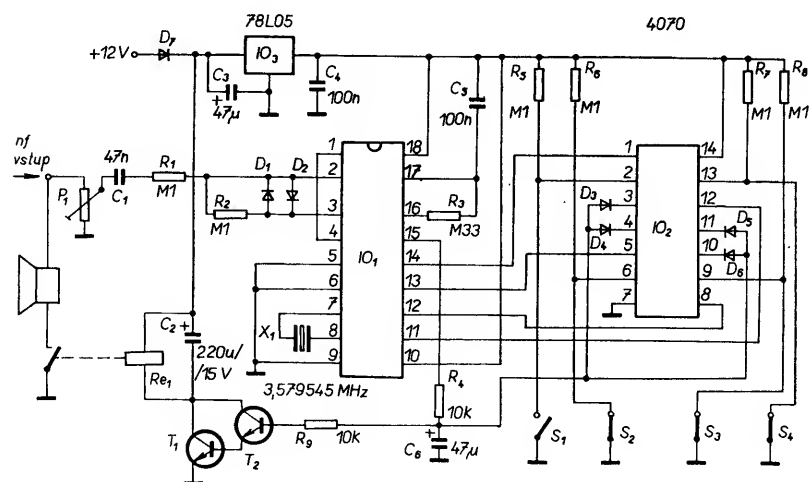 78L05
4070
+12V
D7
IO3
C3
+
47µ
C4
100n
C5
100n
R5
M1
R6
M1
R7
M1
R8
M1
nf
vstup
P1
47n
C1
R1
M1
R2
M1
D1
D2
1
2
3
4
5
6
7
8
9
IO1
18
17
16
15
14
13
12
11
10
R3
M33
X1
3,579545 MHz
1
2
3
4
5
6
7
IO2
14
13
12
11
10
9
8
D3
D4
D5
D6
C2
+
220u/
/15 V
Re1
T1
T2
R9
10k
R4
10k
+
C6
47µ
S1
S2
S3
S4